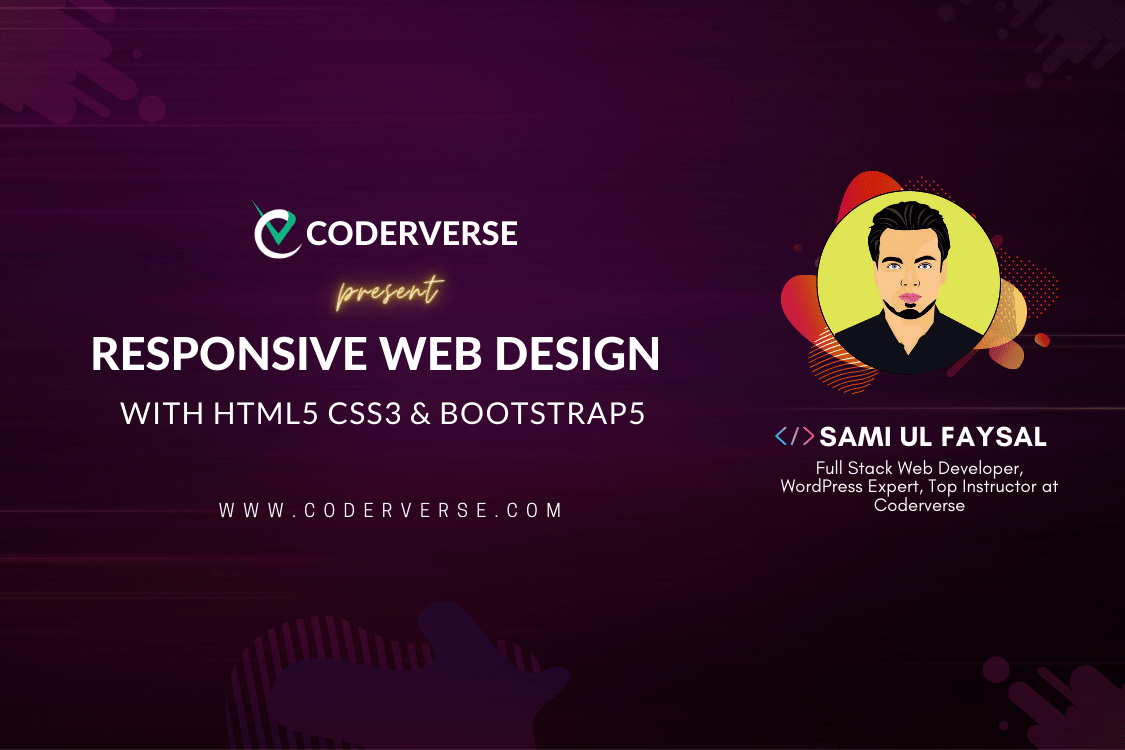 CODERVERSE
present
RESPONSIVE WEB DESIGN
WITH HTML5 CSS3 & BOOTSTRAP5
WWW.CODERVERSE.COM
</> SAMI UL FAYSAL
Full Stack Web Developer,
WordPress Expert, Top Instructor at
Coderverse